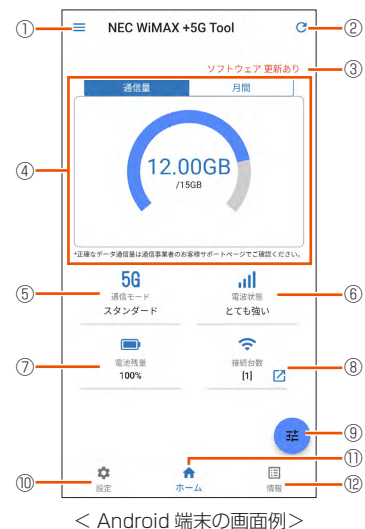 ① NEC WiMAX +5G Tool ②
ソフトウェア 更新あり ③
通信量 月間
④ 12.00GB
/15GB
*正確なデータ通信量は通信事業者のお客様サポートページでご確認ください。
⑤ 5G ⑥
通信モード 電波状態
スタンダード とても強い
⑦ 電池残量 接続台数 ⑧
100% [1]
⑨
⑩ 設定 ホーム ⑪ 情報 ⑫
< Android 端末の画面例>